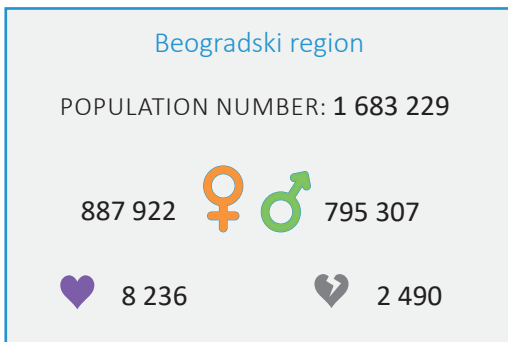 Beogradski region
POPULATION NUMBER: 1 683 229
887 922 795 307
8 236 2 490